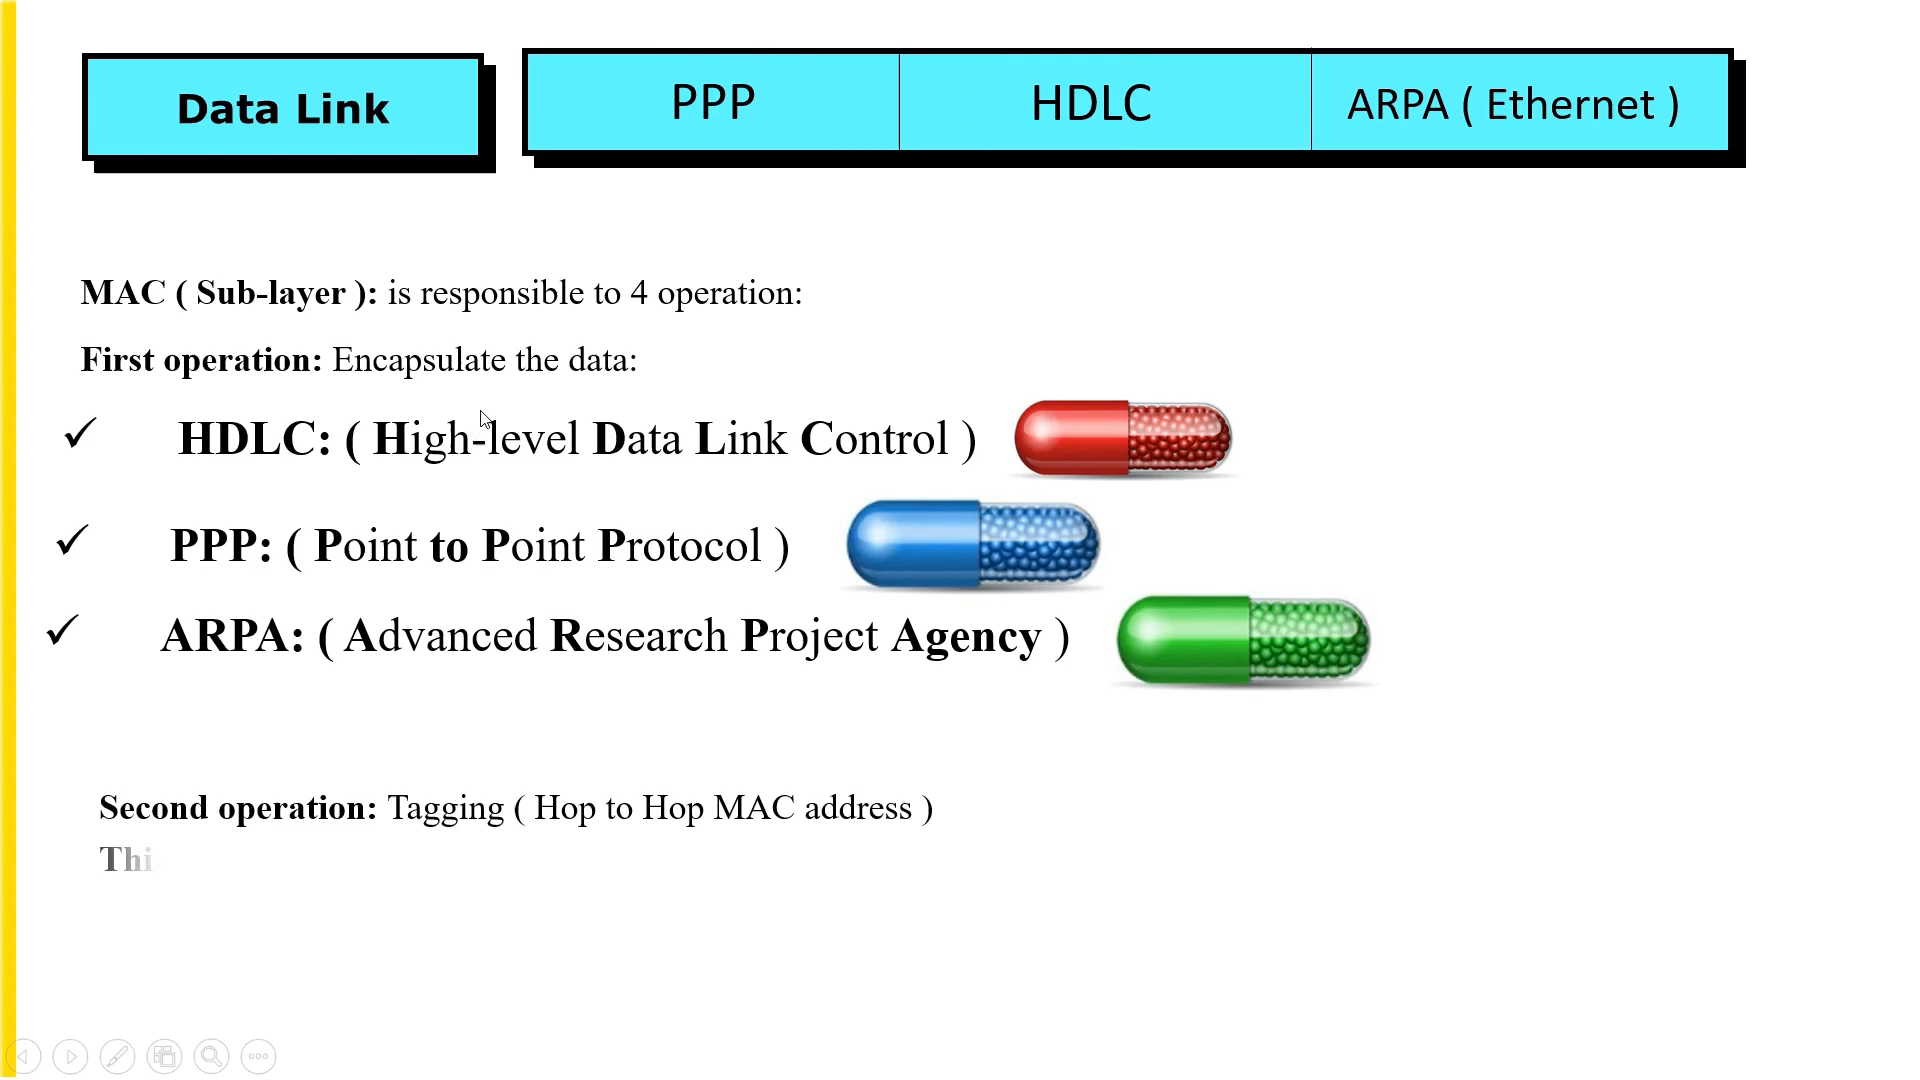 Data Link
PPP
HDLC
ARPA ( Ethernet )
MAC ( Sub-layer ): is responsible to 4 operation:
First operation: Encapsulate the data:
✓ HDLC: ( High-level Data Link Control )
✓ PPP: ( Point to Point Protocol )
✓ ARPA: ( Advanced Research Project Agency )
Second operation: Tagging ( Hop to Hop MAC address )
Thi